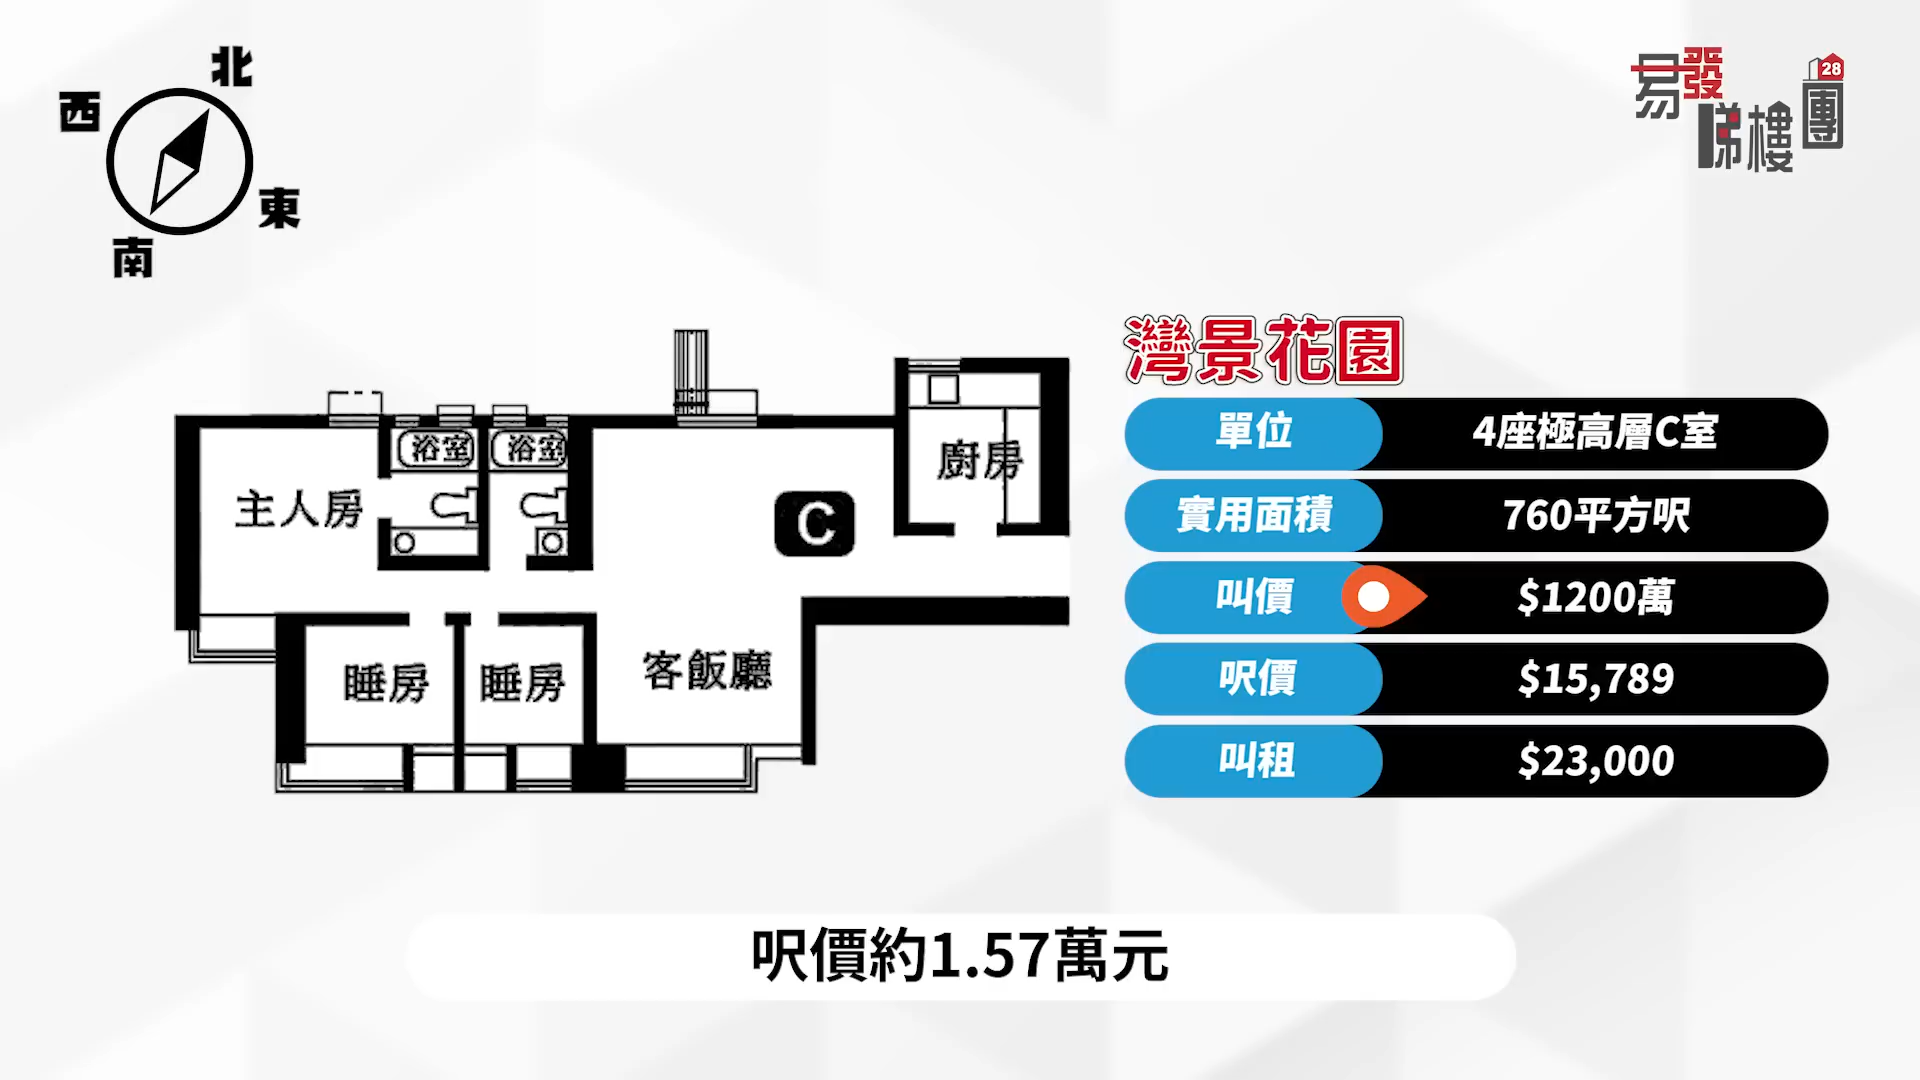 北
西
東
南
易發
睇樓團
28
灣景花園
單位
4座極高層C室
實用面積
760平方呎
叫價
$1200萬
呎價
$15,789
叫租
$23,000
浴室
浴室
廚房
主人房
C
客飯廳
睡房
睡房
呎價約1.57萬元